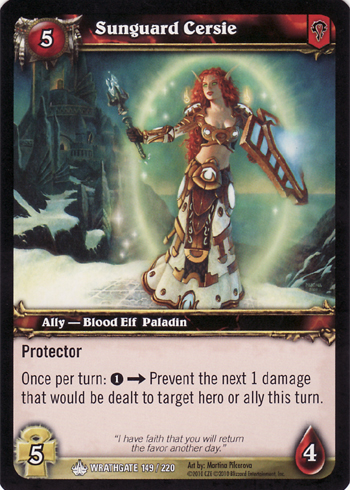 5 Sunguard Cersie
Ally — Blood Elf Paladin
Protector
Once per turn: 1 → Prevent the next 1 damage
that would be dealt to target hero or ally this turn.
"I have faith that you will return
the favor another day."
5
4
WRATHGATE 149 / 220
Art by: Martina Pilcerova
©2010 CZE ©2010 Blizzard Entertainment, Inc.